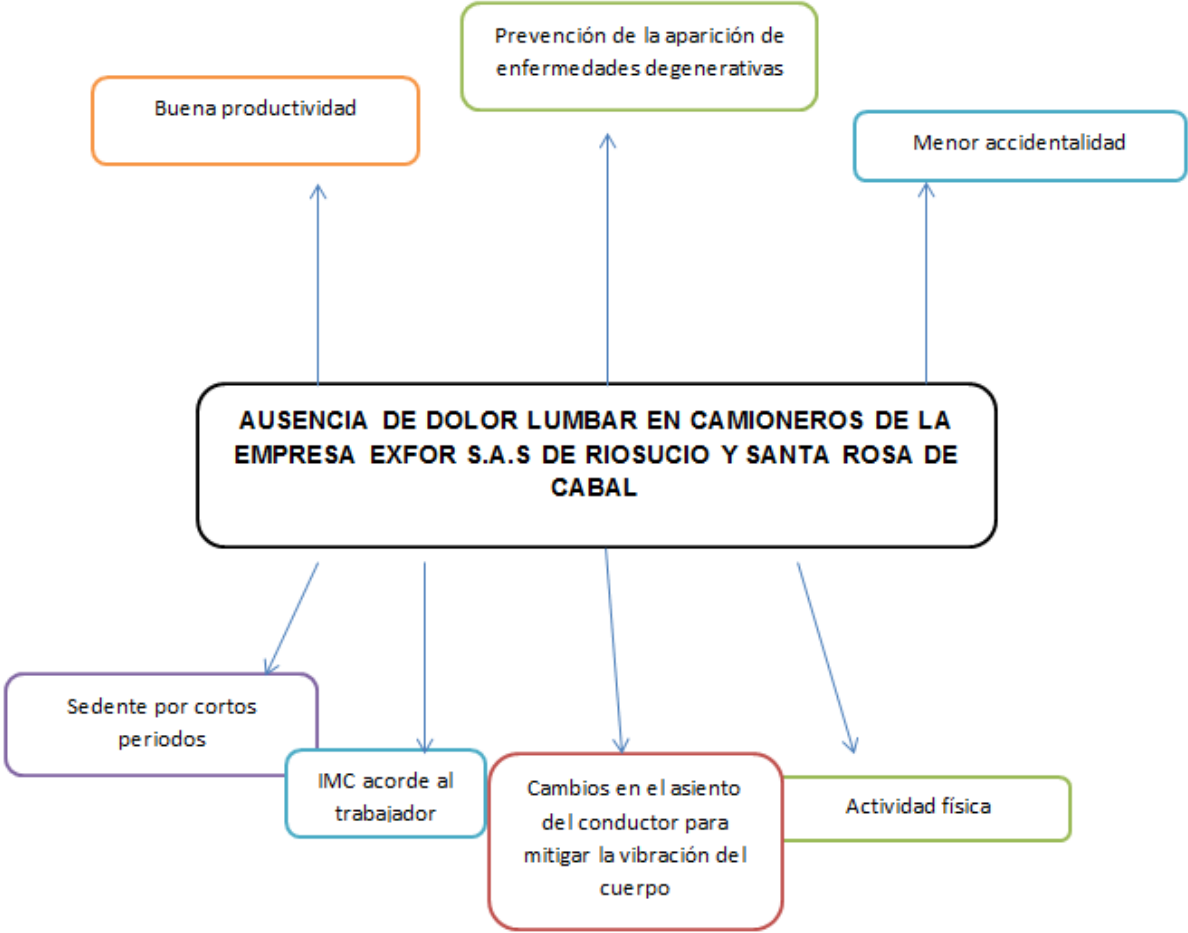 Prevención de la aparición de
enfermedades degenerativas
Buena productividad
Menor accidentalidad
AUSENCIA DE DOLOR LUMBAR EN CAMIONEROS DE LA
EMPRESA EXFOR S.A.S DE RIOSUCIO Y SANTA ROSA DE
CABAL
Sedente por cortos
periodos
IMC acorde al
trabajador
Cambios en el asiento
del conductor para
mitigar la vibración del
cuerpo
Actividad física